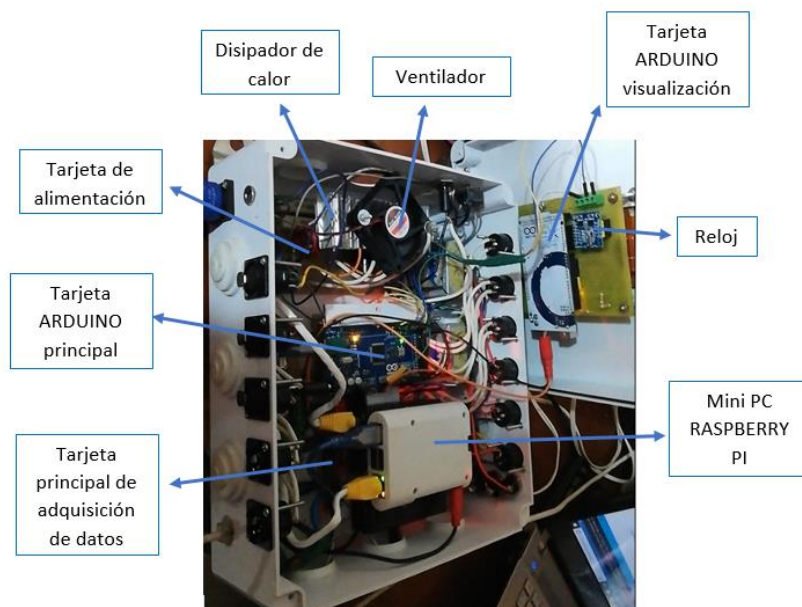 Disipador de
calor
Ventilador
Tarjeta
ARDUINO
visualización
Tarjeta de
alimentación
Reloj
Tarjeta
ARDUINO
principal
Mini PC
RASPBERRY
PI
Tarjeta
principal de
adquisición
de datos